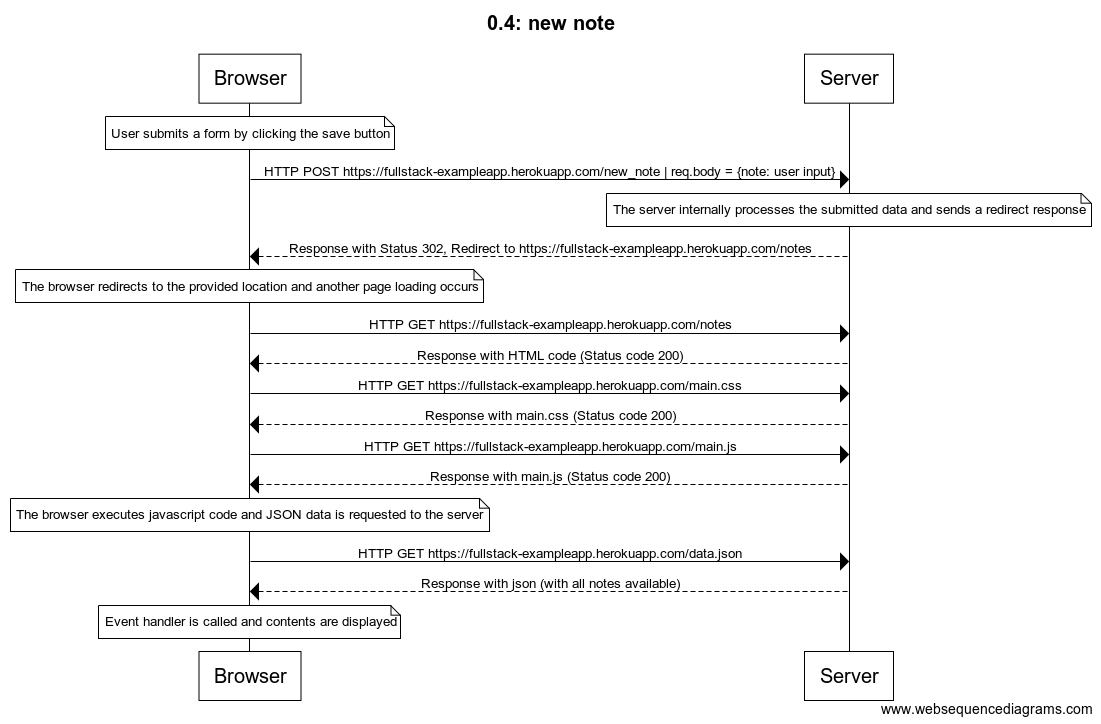 0.4: new note
Browser Server
User submits a form by clicking the save button
HTTP POST https://fullstack-exampleapp.herokuapp.com/new_note | req.body = {note: user input}
The server internally processes the submitted data and sends a redirect response
Response with Status 302, Redirect to https://fullstack-exampleapp.herokuapp.com/notes
The browser redirects to the provided location and another page loading occurs
HTTP GET https://fullstack-exampleapp.herokuapp.com/notes
Response with HTML code (Status code 200)
HTTP GET https://fullstack-exampleapp.herokuapp.com/main.css
Response with main.css (Status code 200)
HTTP GET https://fullstack-exampleapp.herokuapp.com/main.js
Response with main.js (Status code 200)
The browser executes javascript code and JSON data is requested to the server
HTTP GET https://fullstack-exampleapp.herokuapp.com/data.json
Response with json (with all notes available)
Event handler is called and contents are displayed
Browser Server
www.websequencediagrams.com